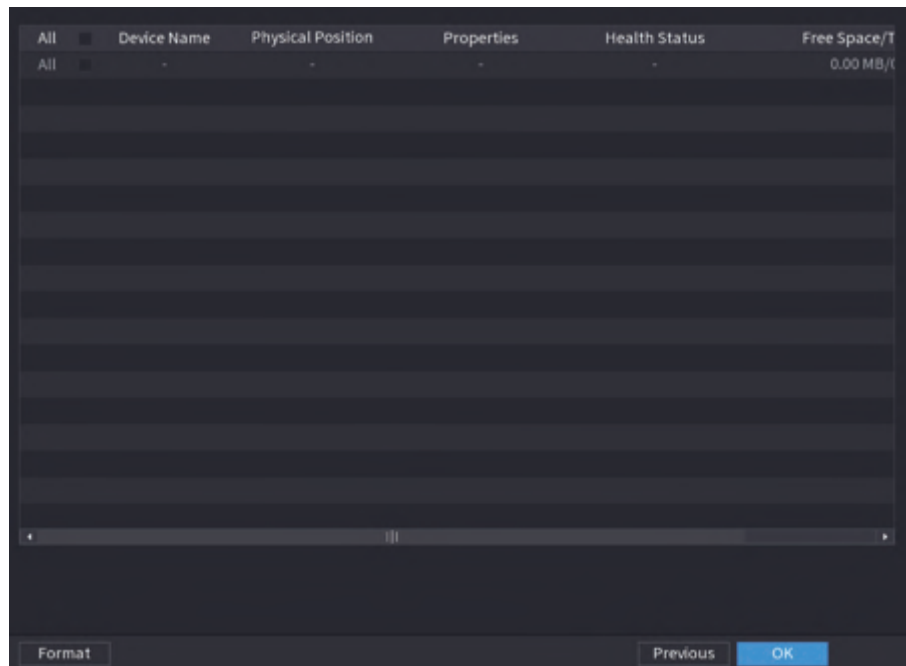 All Device Name Physical Position Properties Health Status Free Space/T
All - - - - 0.00 MB/
Format Previous OK